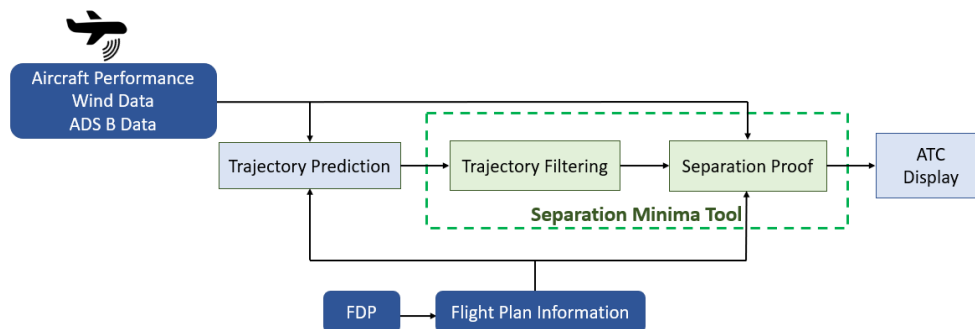 Aircraft Performance
Wind Data
ADS B Data
Trajectory Prediction
Trajectory Filtering
Separation Proof
ATC
Display
Separation Minima Tool
FDP
Flight Plan Information